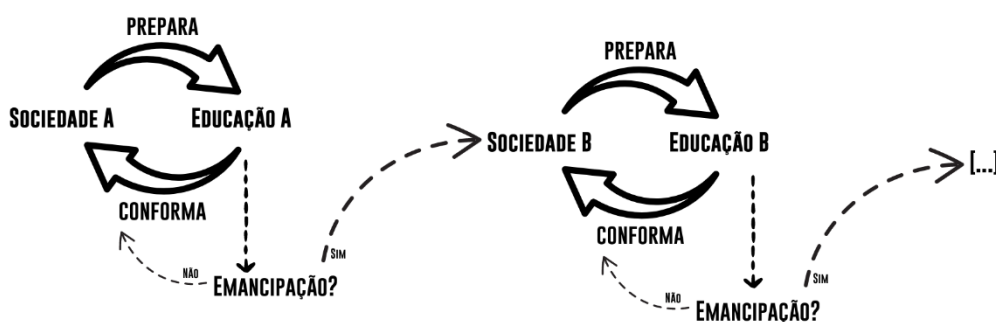 PREPARA
SOCIEDADE A EDUCAÇÃO A
CONFORMA
NÃO
SIM
EMANCIPAÇÃO?
PREPARA
SOCIEDADE B EDUCAÇÃO B
CONFORMA
NÃO
SIM
EMANCIPAÇÃO?
[...]